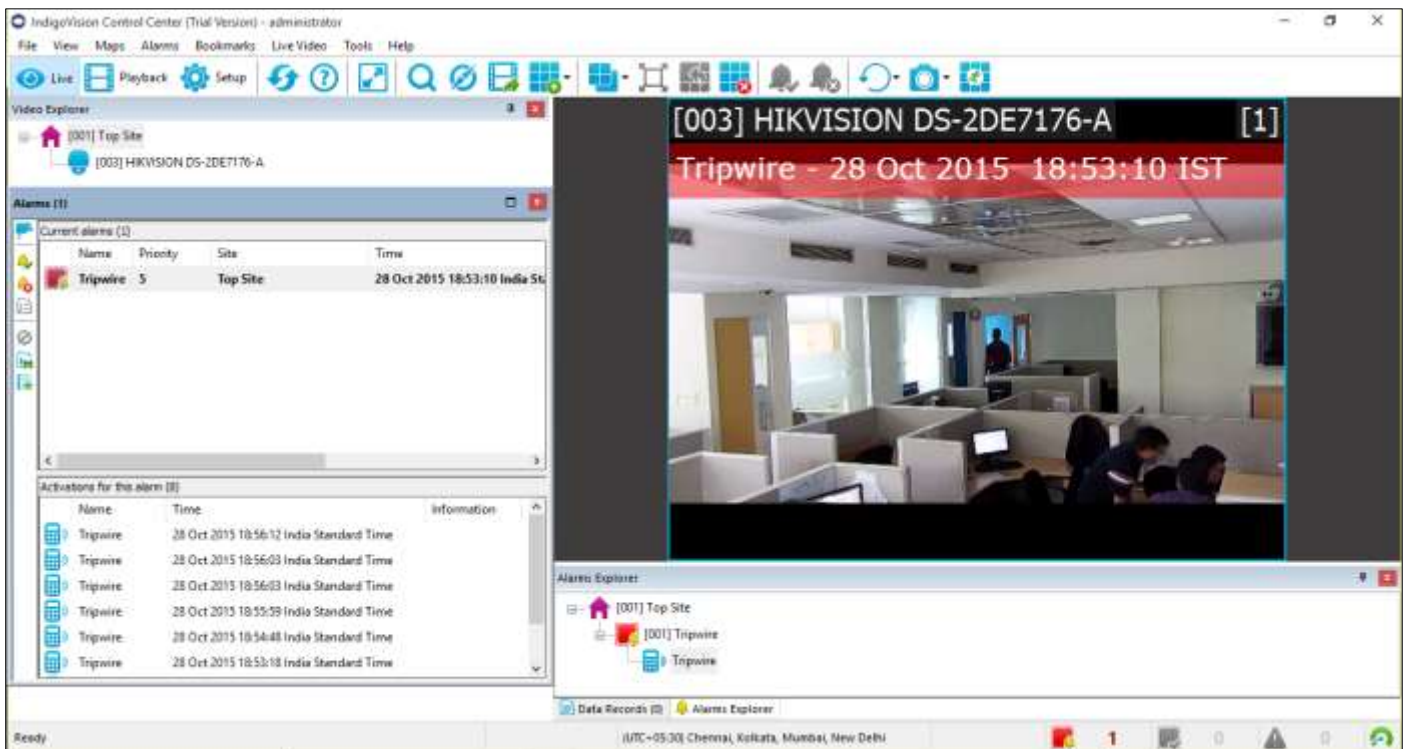 IndigoVision Control Center (Trial Version) - administrator
File View Maps Alarms Bookmarks Live Video Tools Help
Live Playback Setup
Video Explorer
[001] Top Site
[003] HIKVISION DS-2DE7176-A
Alarms (1)
Current alarms (1)
Name Priority Site Time
Tripwire 5 Top Site 28 Oct 2015 18:53:10 India St
Activations for this alarm (8)
Name Time Information
Tripwire 28 Oct 2015 18:56:12 India Standard Time
Tripwire 28 Oct 2015 18:56:03 India Standard Time
Tripwire 28 Oct 2015 18:56:03 India Standard Time
Tripwire 28 Oct 2015 18:55:59 India Standard Time
Tripwire 28 Oct 2015 18:54:48 India Standard Time
Tripwire 28 Oct 2015 18:53:18 India Standard Time
[003] HIKVISION DS-2DE7176-A [1]
Tripwire - 28 Oct 2015 18:53:10 IST
Alarms Explorer
[001] Top Site
[001] Tripwire
Tripwire
Data Records (0) Alarms Explorer
Ready (UTC+05:30) Chennai, Kolkata, Mumbai, New Delhi 1 0 0